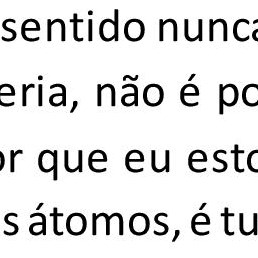 sentido nunca
eria, não é po
or que eu esto
s átomos, é tu